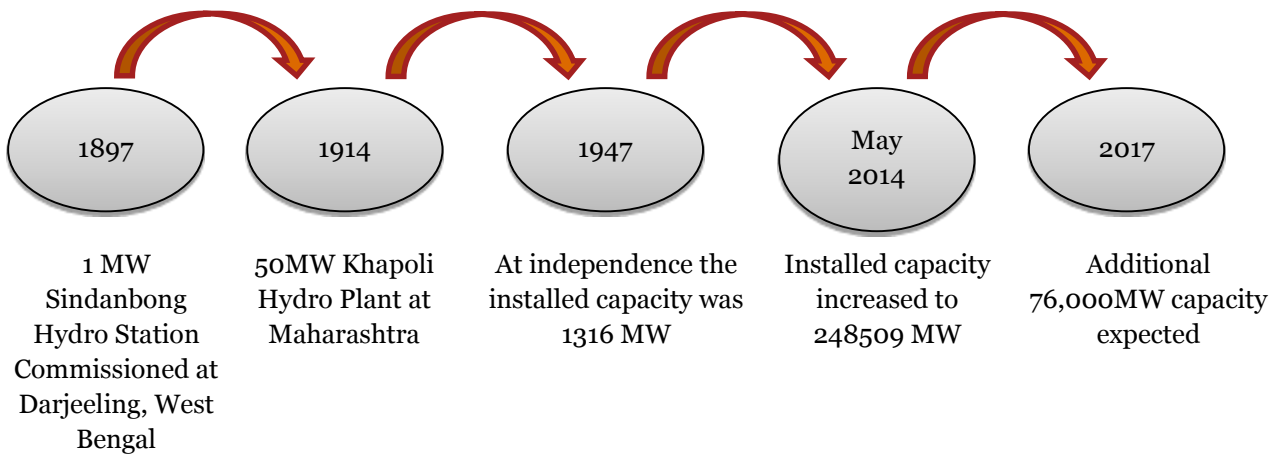 1897
1914
1947
May
2014
2017
1 MW
Sindanbong
Hydro Station
Commissioned at
Darjeeling, West
Bengal
50MW Khapoli
Hydro Plant at
Maharashtra
At independence the
installed capacity was
1316 MW
Installed capacity
increased to
248509 MW
Additional
76,000MW capacity
expected